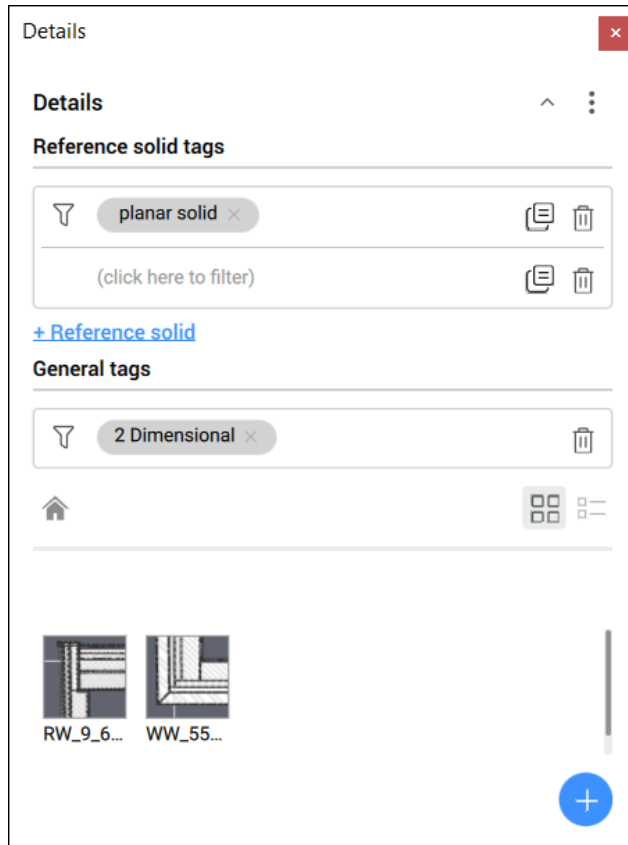 Details
Details
Reference solid tags
planar solid
(click here to filter)
+ Reference solid
General tags
2 Dimensional
RW_9_6... WW_55...